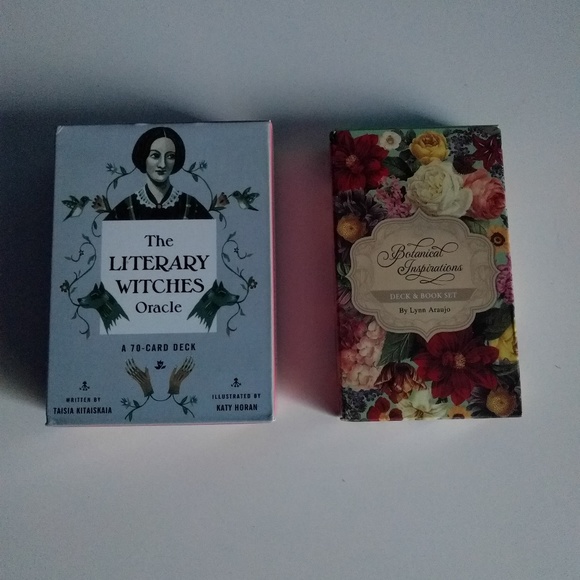 The
LITERARY
WITCHES
Oracle
A 70-CARD DECK
WRITTEN BY
TAISIA KITAISKAIA
ILLUSTRATED BY
KATY HORAN
Botanical
Inspirations
DECK & BOOK SET
By Lynn Araujo